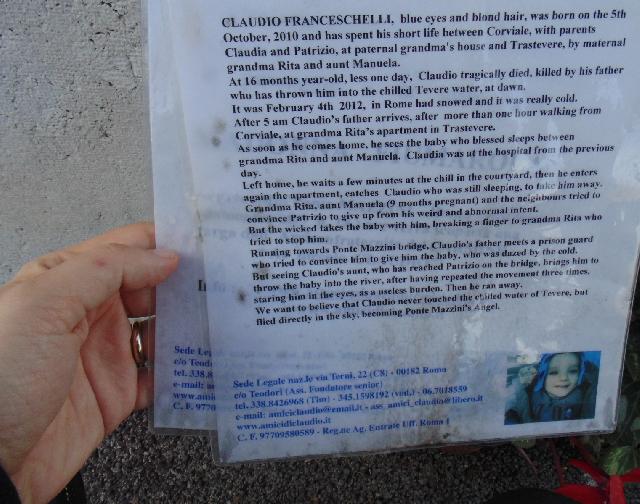 CLAUDIO FRANCESCHELLI, blue eyes and blond hair, was born on the 5th
October, 2010 and has spent his short life between Corviale, with parents
Claudia and Patrizio, at paternal grandma's house and Trastevere, by maternal
grandma Rita and aunt Manuela.
At 16 months year-old, less one day, Claudio tragically died, killed by his father
who has thrown him into the chilled Tevere water, at dawn.
It was February 4th 2012, in Rome had snowed and it was really cold.
After 5 am Claudio's father arrives, after more than one hour walking from
Corviale, at grandma Rita's apartment in Trastevere.
As soon as he comes home, he sees the baby who blessed sleeps between
grandma Rita and aunt Manuela. Claudia was at the hospital from the previous
day.
Left home, he waits a few minutes at the chill in the courtyard, then he enters
again the apartment, catches Claudio who was still sleeping, to take him away.
Grandma Rita, aunt Manuela (9 months pregnant) and the neighbours tried to
convince Patrizio to give up from his weird and abnormal intent.
But the wicked takes the baby with him, breaking a finger to grandma Rita who
tried to stop him.
Running towards Ponte Mazzini bridge, Claudio's father meets a prison guard
who tried to convince him to give him the baby, who was dazed by the cold.
But seeing Claudio's aunt, who has reached Patrizio on the bridge, brings him to
throw the baby into the river, after having repeated the movement three times,
staring him in the eyes, as a useless burden. Then he ran away.
We want to believe that Claudio never touched the chilled water of Tevere, but
flied directly in the sky, becoming Ponte Mazzini's Angel.
Sede Legale naz.le via Terni, 22 (C8) - 00182 Roma
c/o Teodori (Ass. Fondatore senior)
tel. 338.8426968 (Tim) - 345.1598192 (vod.) - 06.7018559
e-mail: amiciclaudio@email.it - ass_amici_claudio@libero.it
www.amicidiclaudio.it
C. F. 97709580589 - Reg.ne Ag. Entrate Uff. Roma 1
Sede Leg
c/o Teodo
tel. 338.8
e-mail: am
www.ami
C. F. 9770